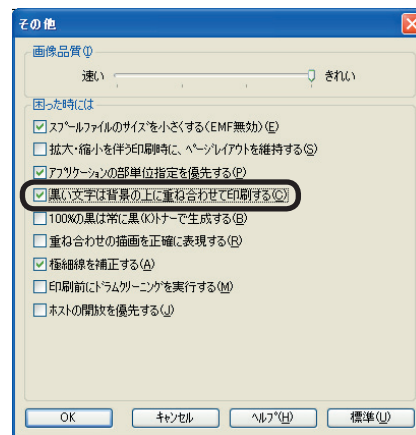 その他
画像品質(I)
速い きれい
困った時には
スプールファイルのサイズを小さくする(EMF無効)(E)
拡大・縮小を伴う印刷時に、ページレイアウトを維持する(S)
アプリケーションの部単位指定を優先する(P)
黒い文字は背景の上に重ね合わせて印刷する(C)
100%の黒は常に黒(K)トナーで生成する(B)
重ね合わせの描画を正確に表現する(R)
極細線を補正する(A)
印刷前にドラムクリーニングを実行する(M)
ホストの開放を優先する(J)
OK キャンセル ヘルプ(H) 標準(U)